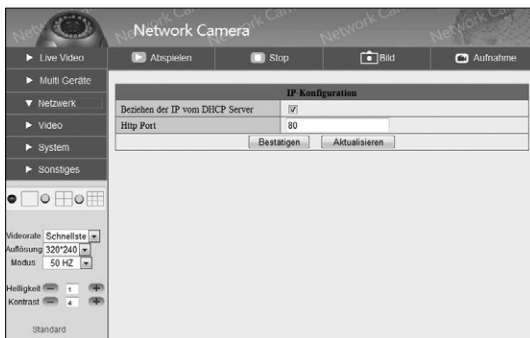 Network Camera
Live Video
Abspielen
Stop
Bild
Aufnahme
Multi Geräte
Netzwerk
Video
System
Sonstiges
IP-Konfiguration
Beziehen der IP vom DHCP Server
Http Port 80
Bestätigen Aktualisieren
Videorate Schnellste
Auflösung 320*240
Modus 50 HZ
Helligkeit 1
Kontrast 4
Standard